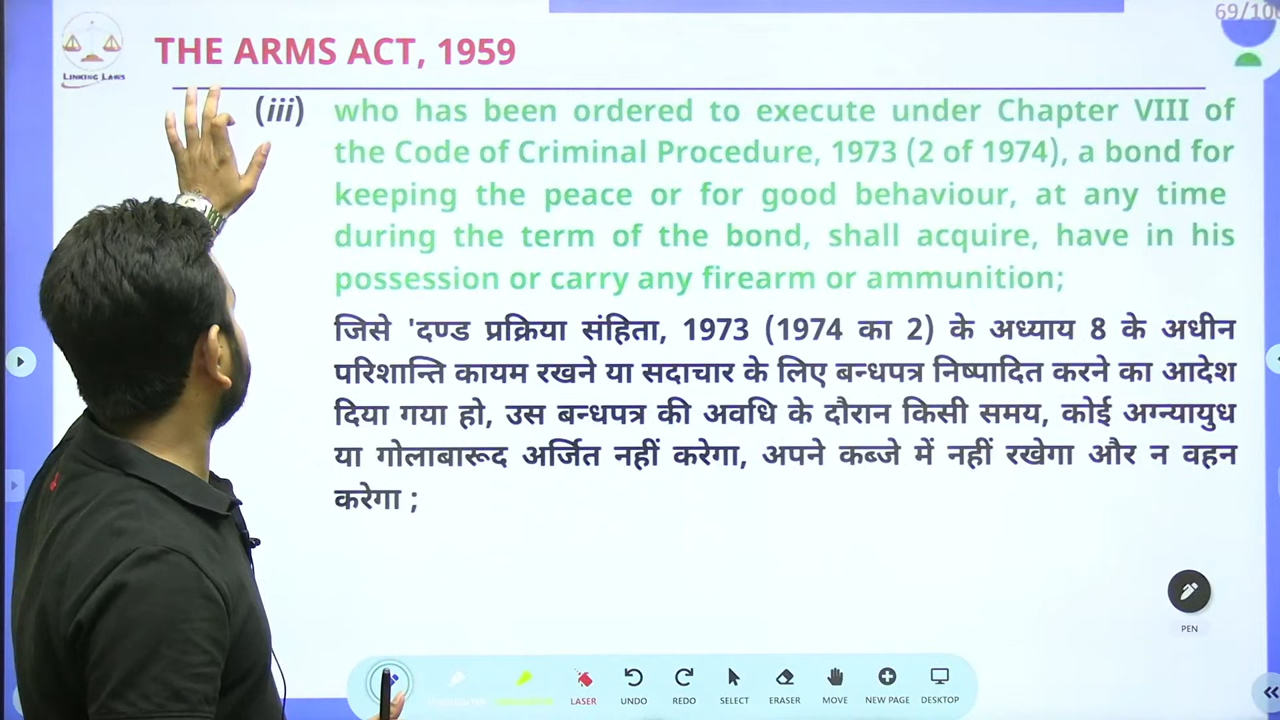 69/10
LINKING LAWS
THE ARMS ACT, 1959
(iii) who has been ordered to execute under Chapter VIII of
the Code of Criminal Procedure, 1973 (2 of 1974), a bond for
keeping the peace or for good behaviour, at any time
during the term of the bond, shall acquire, have in his
possession or carry any firearm or ammunition;
जिसे 'दण्ड प्रक्रिया संहिता, 1973 (1974 का 2) के अध्याय 8 के अधीन
परिशान्ति कायम रखने या सदाचार के लिए बन्धपत्र निष्पादित करने का आदेश
दिया गया हो, उस बन्धपत्र की अवधि के दौरान किसी समय, कोई अग्न्यायुध
या गोलाबारूद अर्जित नहीं करेगा, अपने कब्जे में नहीं रखेगा और न वहन
करेगा ;
PEN
LASER UNDO REDO SELECT ERASER MOVE NEW PAGE DESKTOP